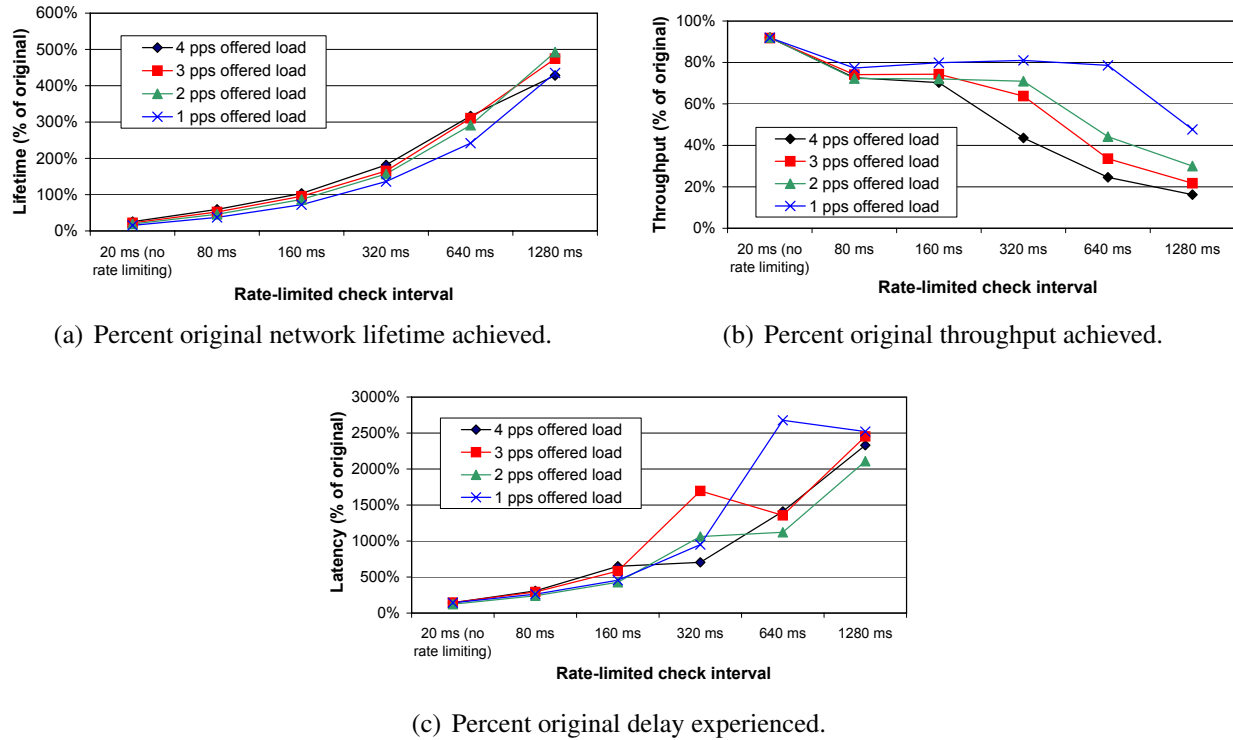 600%
500%
400%
300%
200%
100%
0%
Lifetime (% of original)
4 pps offered load
3 pps offered load
2 pps offered load
1 pps offered load
20 ms (no rate limiting)
80 ms
160 ms
320 ms
640 ms
1280 ms
Rate-limited check interval
(a) Percent original network lifetime achieved.
100%
80%
60%
40%
20%
0%
Throughput (% of original)
4 pps offered load
3 pps offered load
2 pps offered load
1 pps offered load
20 ms (no
rate limiting)
80 ms
160 ms
320 ms
640 ms
1280 ms
Rate-limited check interval
(b) Percent original throughput achieved.
3000%
2500%
2000%
1500%
1000%
500%
0%
Latency (% of original)
4 pps offered load
3 pps offered load
2 pps offered load
1 pps offered load
20 ms (no
rate limiting)
80 ms
160 ms
320 ms
640 ms
1280 ms
Rate-limited check interval
(c) Percent original delay experienced.